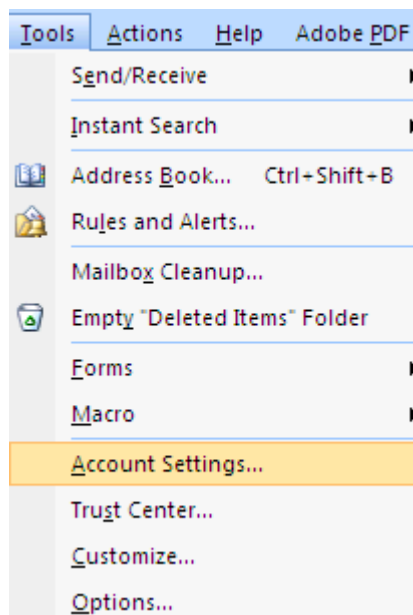 Tools Actions Help Adobe PDF
Send/Receive
Instant Search
Address Book... Ctrl+Shift+B
Rules and Alerts...
Mailbox Cleanup...
Empty "Deleted Items" Folder
Forms
Macro
Account Settings...
Trust Center...
Customize...
Options...